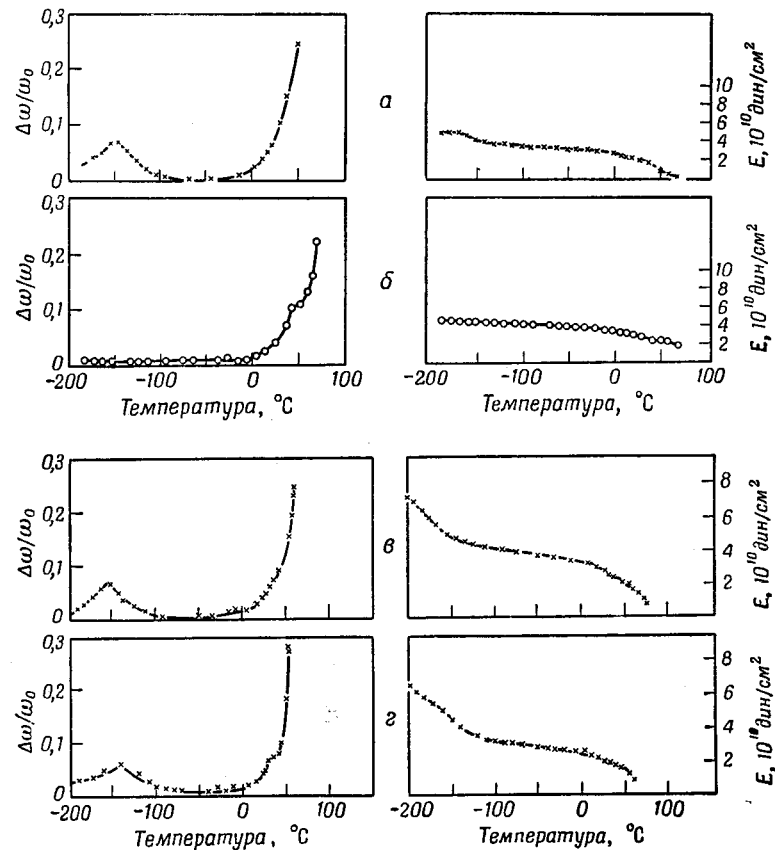 0,3
0,2
0,1
0
Δω/ω₀
а
10
8
6
4
2
E, 10¹⁰ дин/см²
0,3
0,2
0,1
0
Δω/ω₀
б
10
8
6
4
2
E, 10¹⁰ дин/см²
-200 -100 0 100
Температура, °C
-200 -100 0 100
Температура, °C
0,3
0,2
0,1
0
Δω/ω₀
в
8
6
4
2
E, 10¹⁰ дин/см²
0,3
0,2
0,1
0
Δω/ω₀
г
8
6
4
2
E, 10¹⁰ дин/см²
-200 -100 0 100
Температура, °C
-200 -100 0 100
Температура, °C